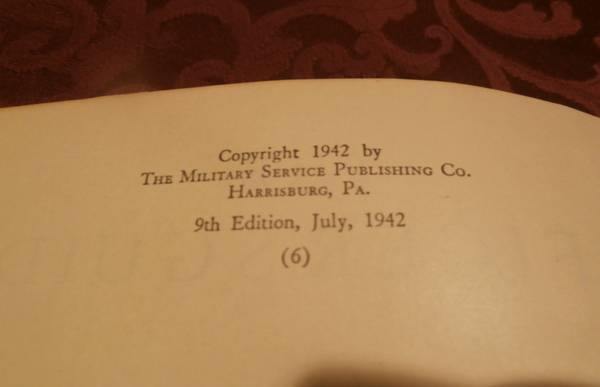 Copyright 1942 by
The Military Service Publishing Co.
Harrisburg, Pa.
9th Edition, July, 1942
(6)